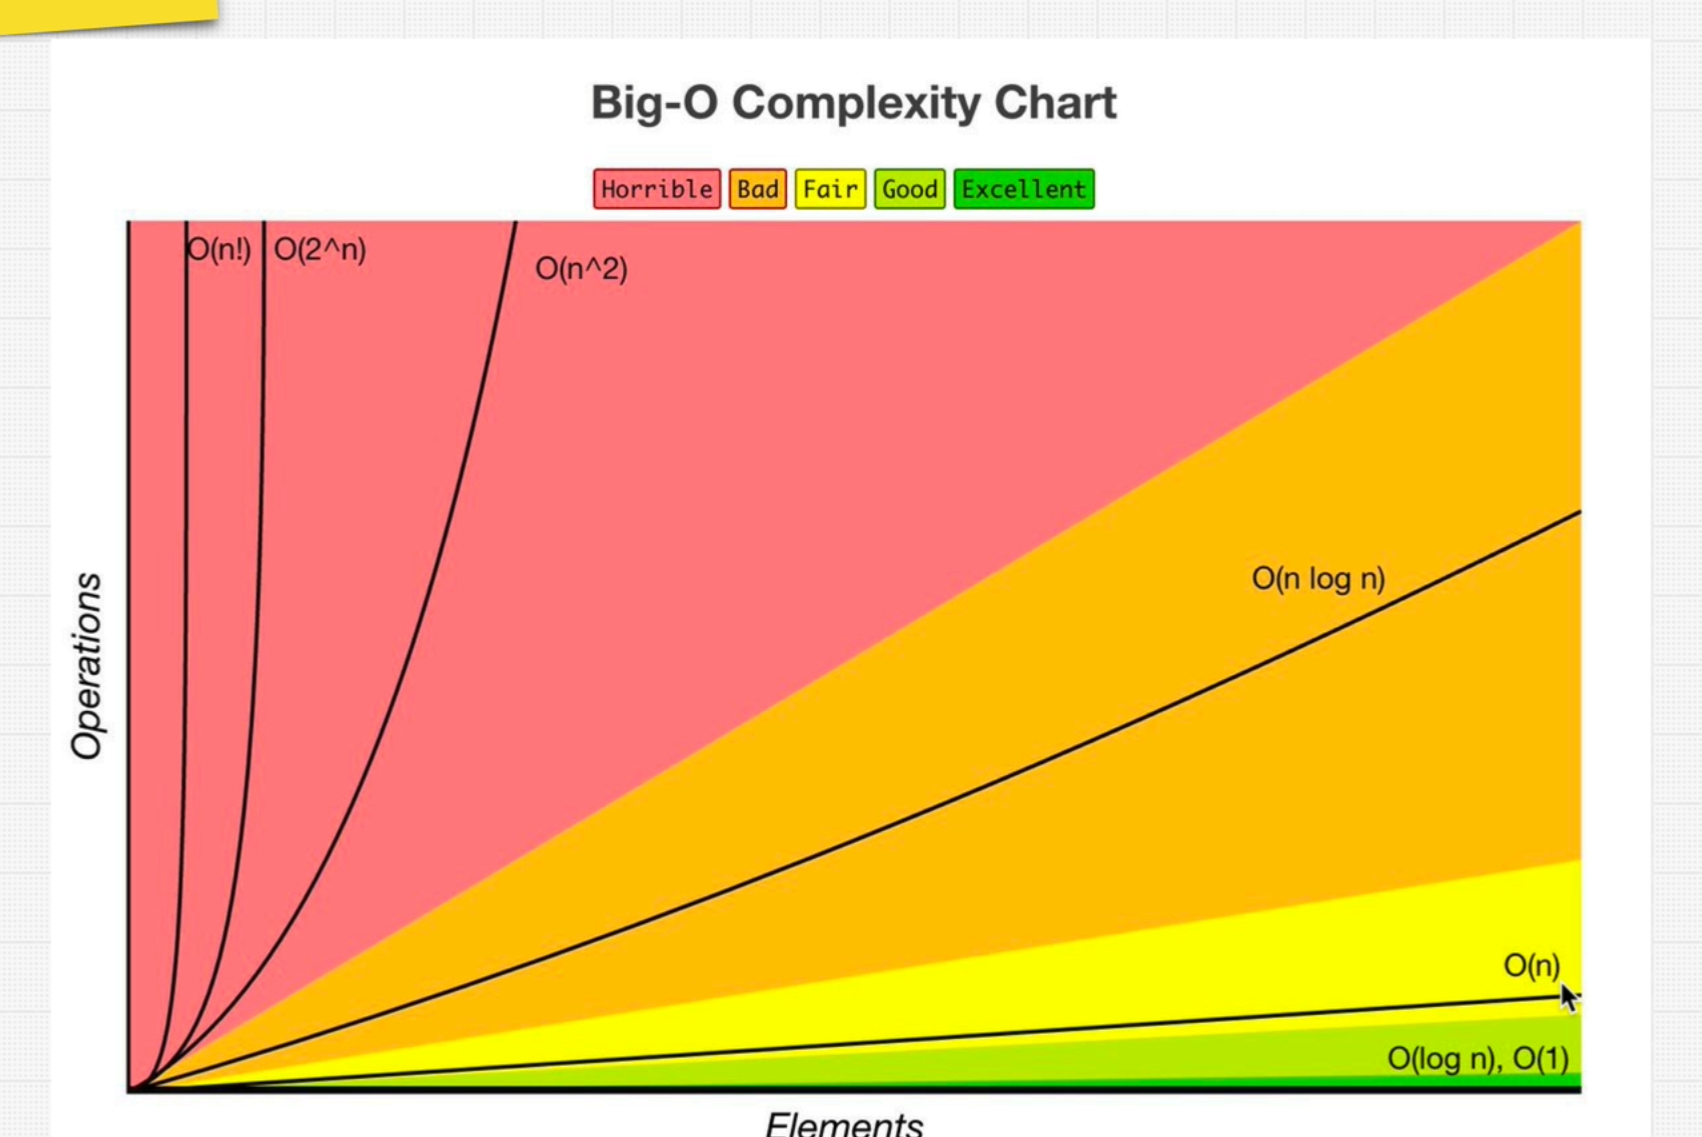 Big-O Complexity Chart
Horrible Bad Fair Good Excellent
O(n!) O(2^n)
O(n^2)
O(n log n)
O(n)
O(log n), O(1)
Operations
Elements